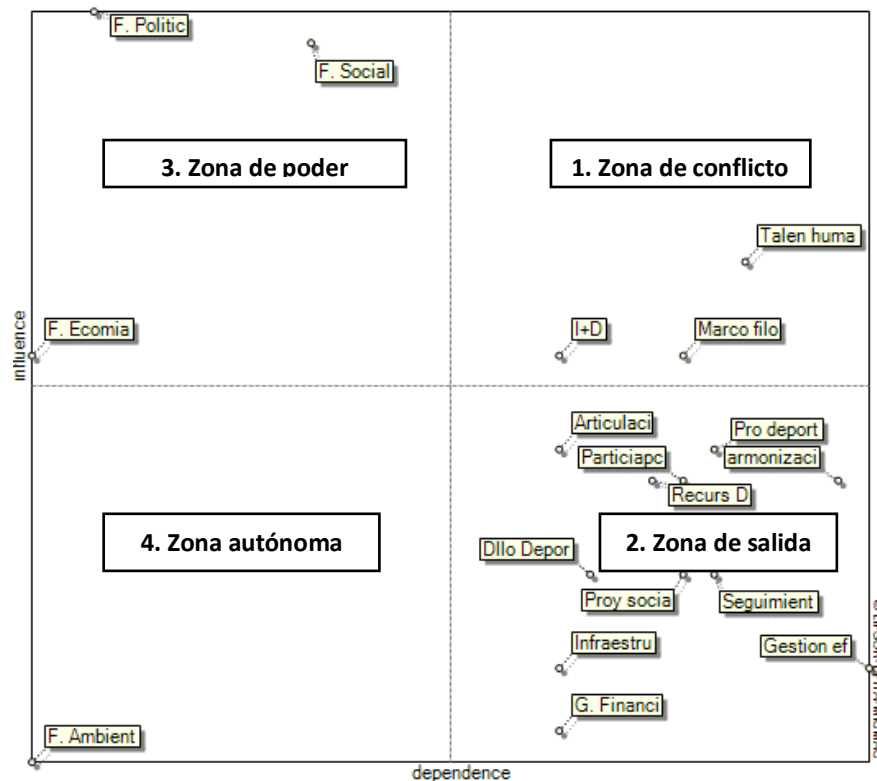 F. Politic
F. Social
3. Zona de poder
1. Zona de conflicto
Talen huma
influence
F. Ecomia
I+D
Marco filo
Articulaci
Pro deport
Particiapc
armonizaci
Recurs D
4. Zona autónoma
2. Zona de salida
Dllo Depor
Proy socia
Seguimient
Infraestru
Gestion ef
G. Financi
F. Ambient
dependence